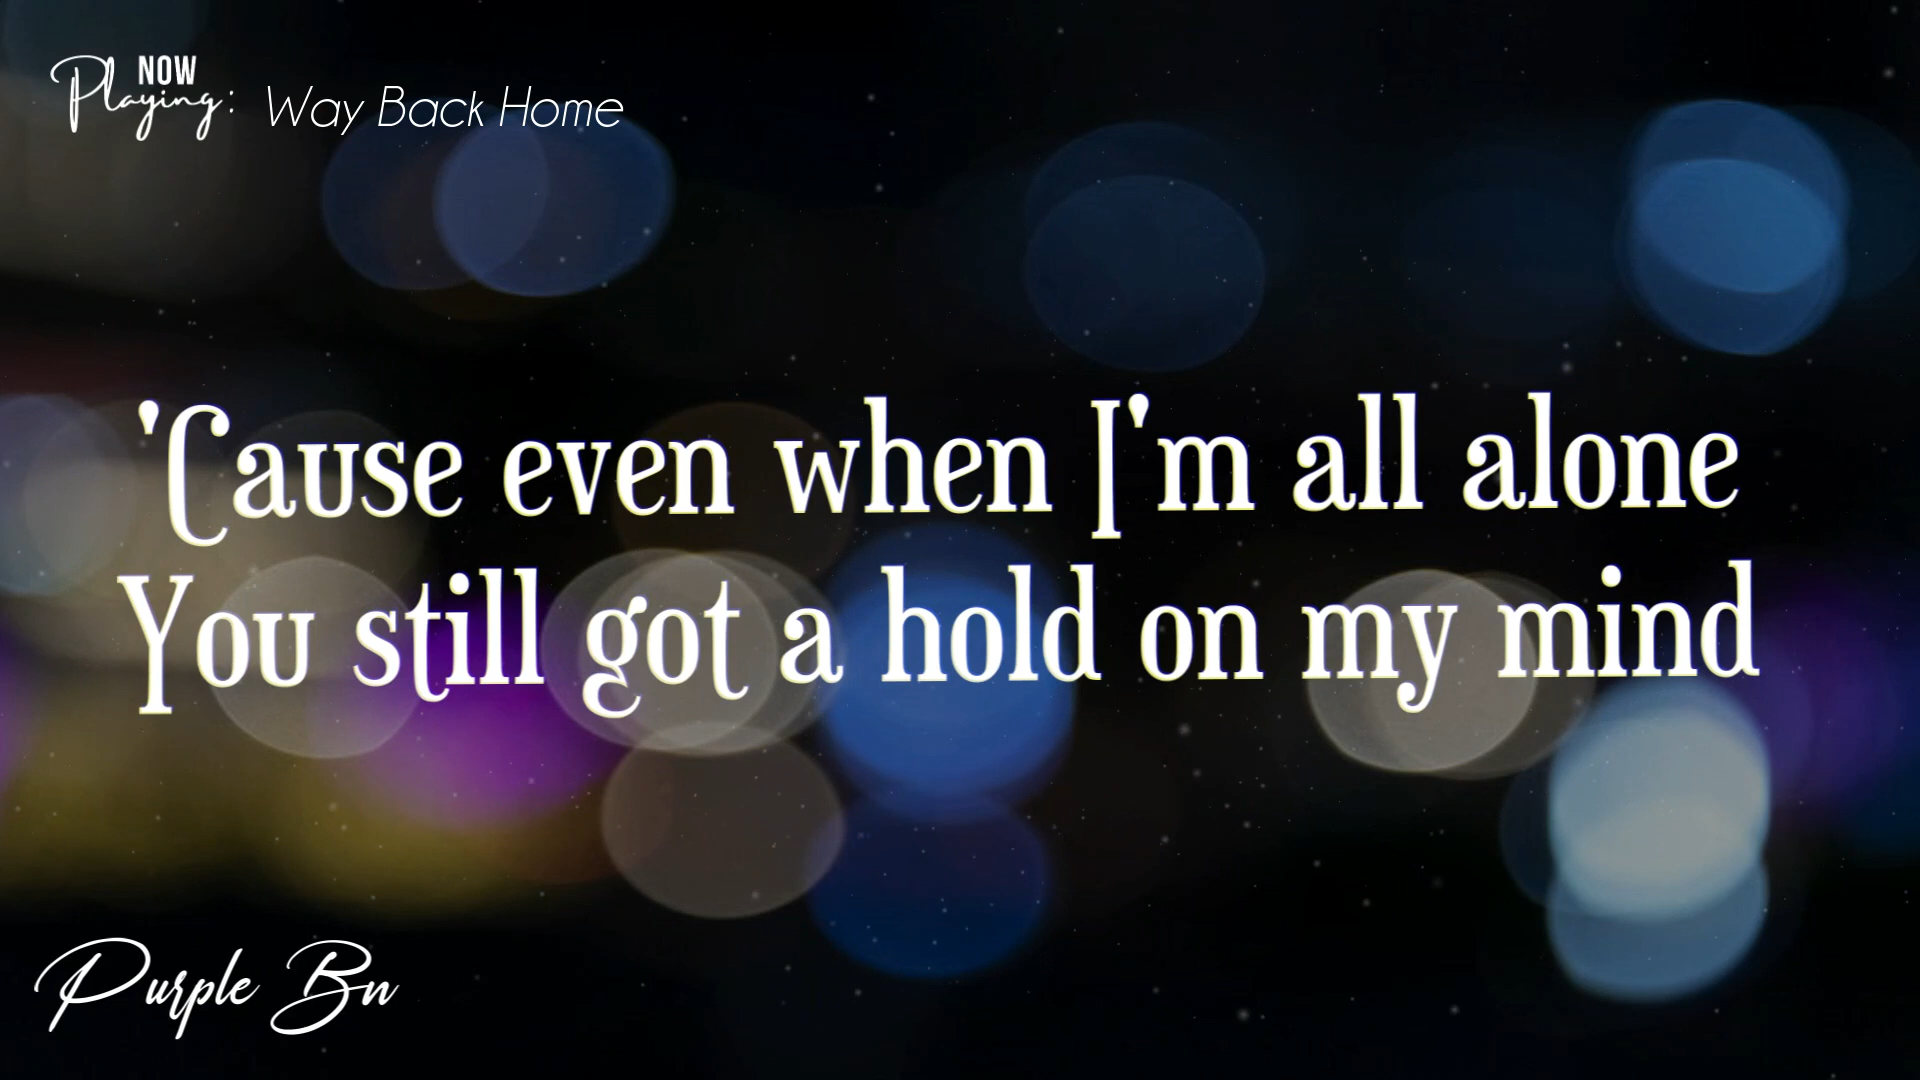 NOW
Playing: Way Back Home
'Cause even when I'm all alone
You still got a hold on my mind
Purple Bn